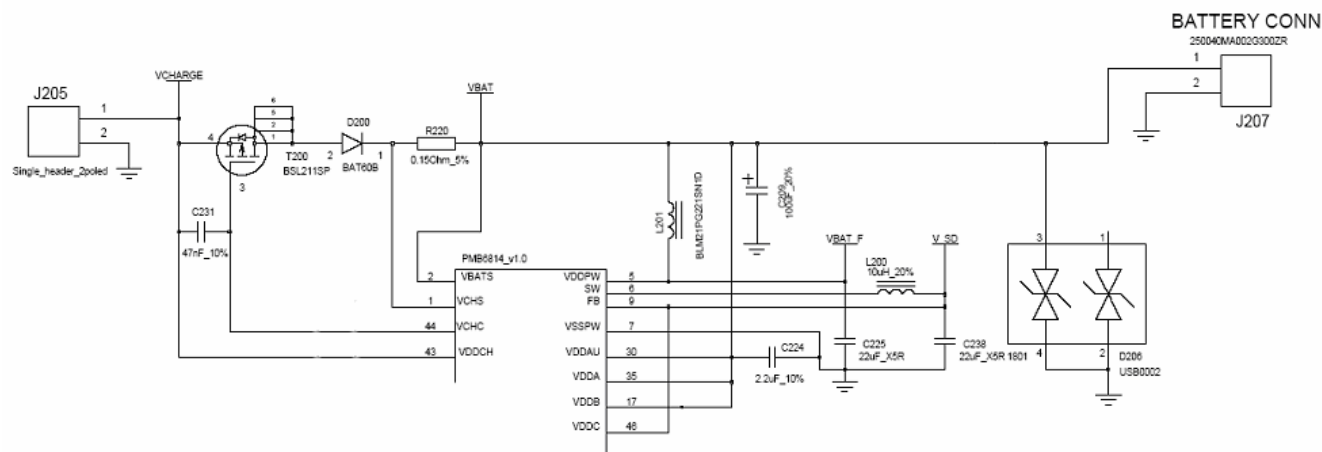 BATTERY CONN
250040MA002G300ZR
1
2
J207
VCHARGE
J205
1
2
Single_header_2poled
4
6
5
2
1
3
T200
BSL211SP
D200
2
1
BAT60B
R220
0.15Ohm_5%
VBAT
C231
47nF_10%
L201
BLM21PG221SN1D
C209
VBAT_F
V_SD
L200
10uH_20%
PMB6814_v1.0
2 VBATS VDDPW 5
SW 6
1 VCHS FB 9
44 VCHC VSSPW 7
43 VDDCH VDDAU 30
VDDA 35
VDDB 17
VDDC 46
C224
2.2uF_10%
C225
22uF_X5R
C238
22uF_X5R 1801
3
1
4
2
D206
USB0002